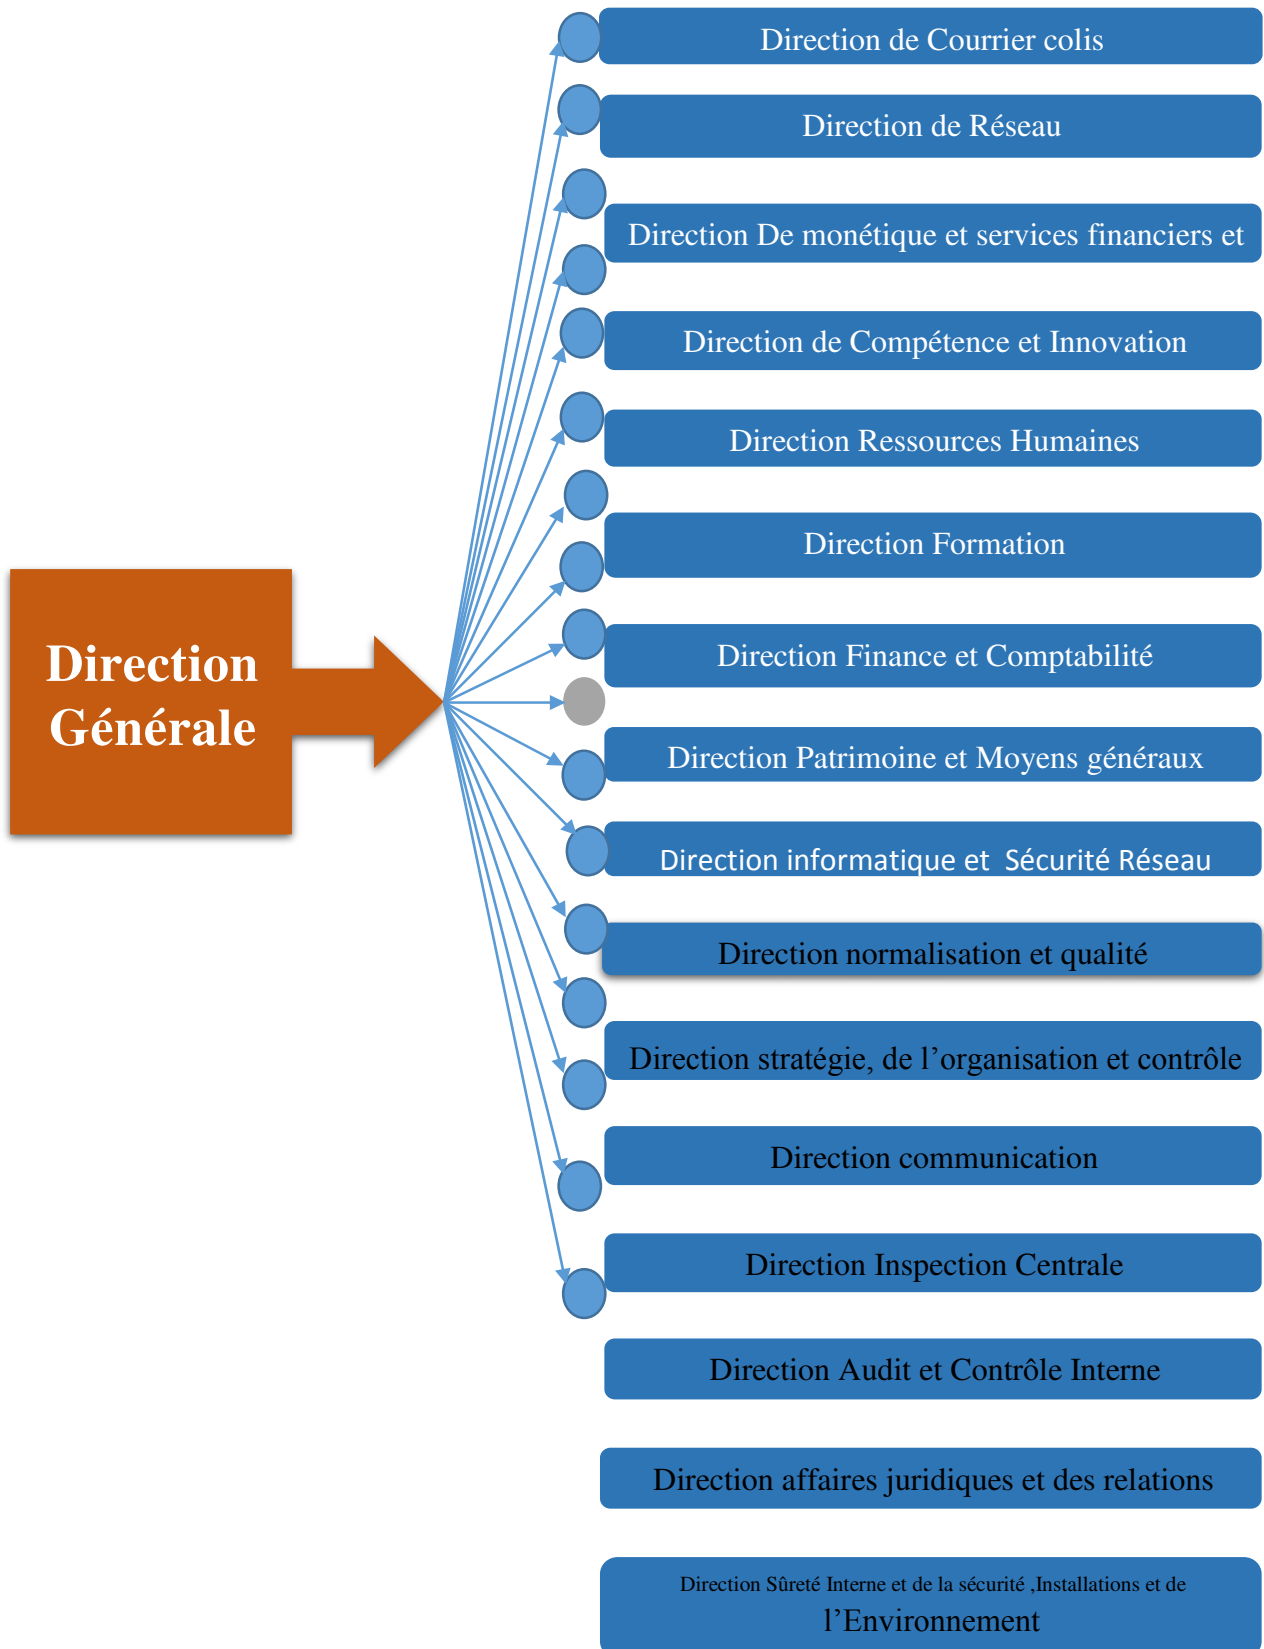 Direction de Courrier colis
Direction de Réseau
Direction De monétique et services financiers et
Direction de Compétence et Innovation
Direction Ressources Humaines
Direction Formation
Direction
Générale
Direction Finance et Comptabilité
Direction Patrimoine et Moyens généraux
Direction informatique et Sécurité Réseau
Direction normalisation et qualité
Direction stratégie, de l’organisation et contrôle
Direction communication
Direction Inspection Centrale
Direction Audit et Contrôle Interne
Direction affaires juridiques et des relations
Direction Sûreté Interne et de la sécurité ,Installations et de
l’Environnement